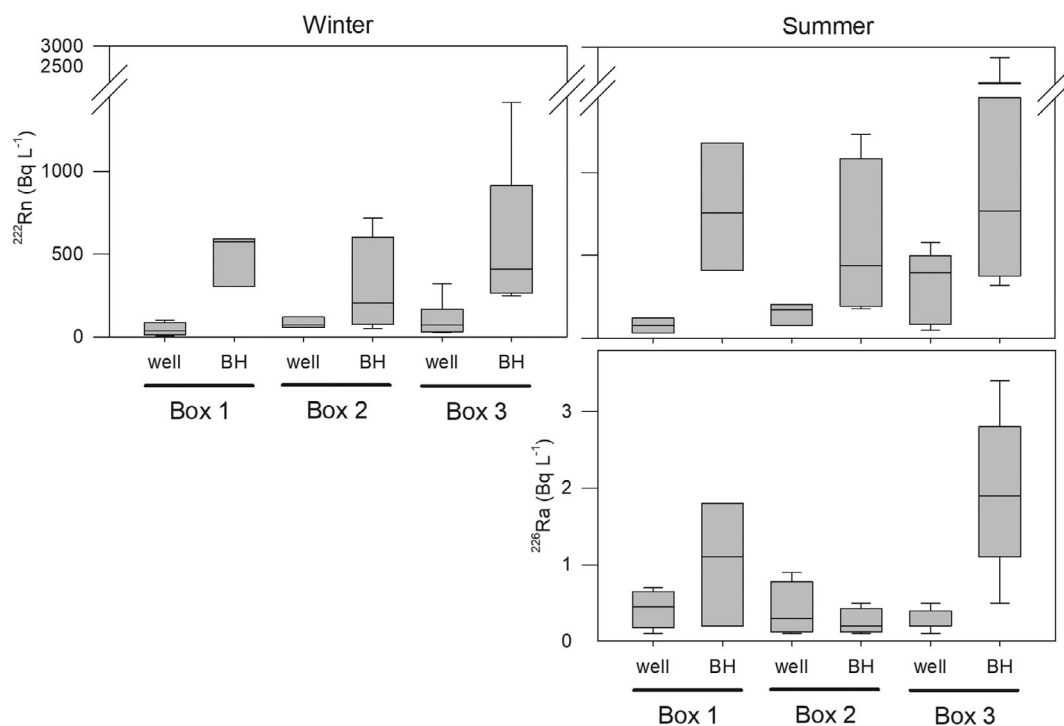 Winter
Summer
3000
2500
1000
500
0
²²²Rn (Bq L⁻¹)
well BH well BH well BH
Box 1 Box 2 Box 3
3
2
1
0
²²⁶Ra (Bq L⁻¹)
well BH well BH well BH
Box 1 Box 2 Box 3